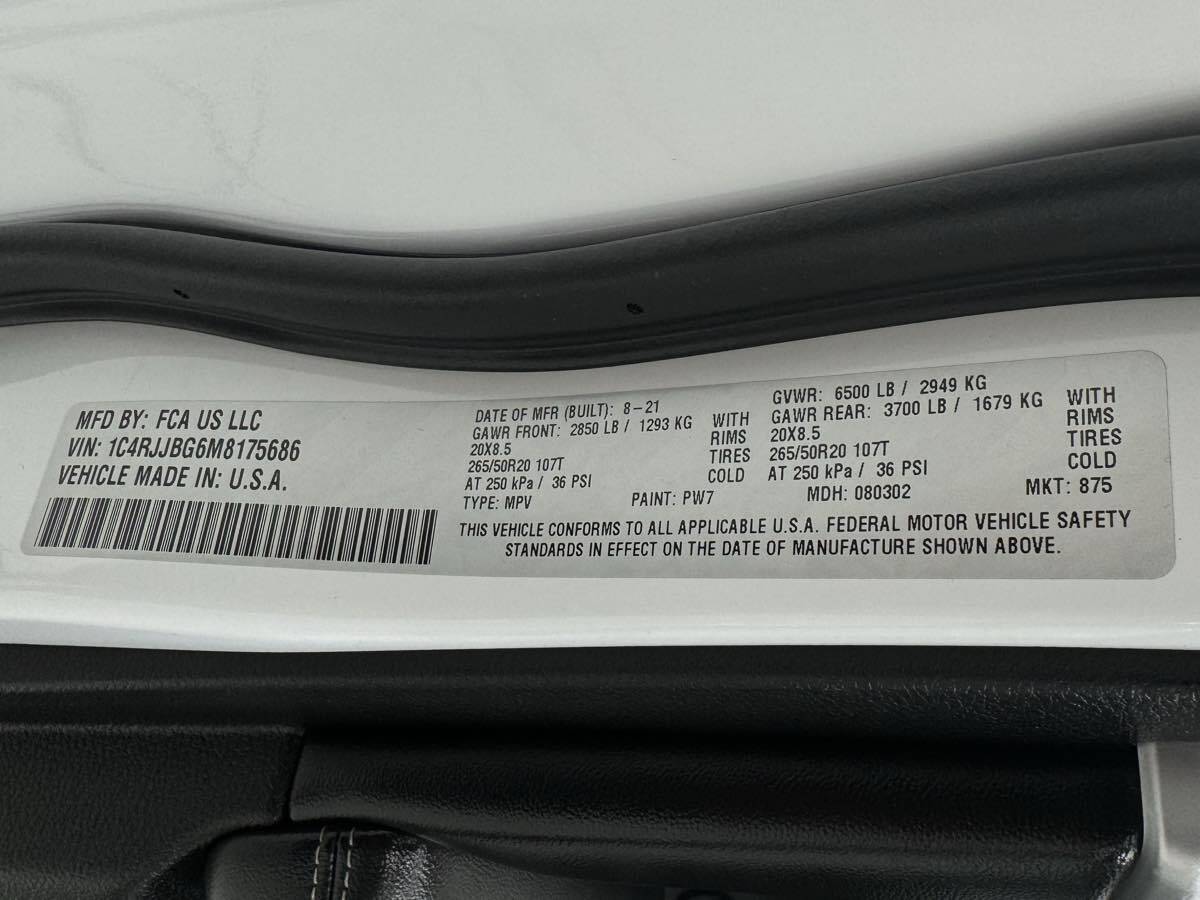 MFD BY: FCA US LLC
VIN: 1C4RJJBG6M8175686
VEHICLE MADE IN: U.S.A.
DATE OF MFR (BUILT): 8-21
GAWR FRONT: 2850 LB / 1293 KG WITH
20X8.5 RIMS
265/50R20 107T TIRES
AT 250 kPa / 36 PSI COLD
GVWR: 6500 LB / 2949 KG
GAWR REAR: 3700 LB / 1679 KG WITH
20X8.5 RIMS
265/50R20 107T TIRES
AT 250 kPa / 36 PSI COLD
TYPE: MPV PAINT: PW7 MDH: 080302 MKT: 875
THIS VEHICLE CONFORMS TO ALL APPLICABLE U.S.A. FEDERAL MOTOR VEHICLE SAFETY
STANDARDS IN EFFECT ON THE DATE OF MANUFACTURE SHOWN ABOVE.